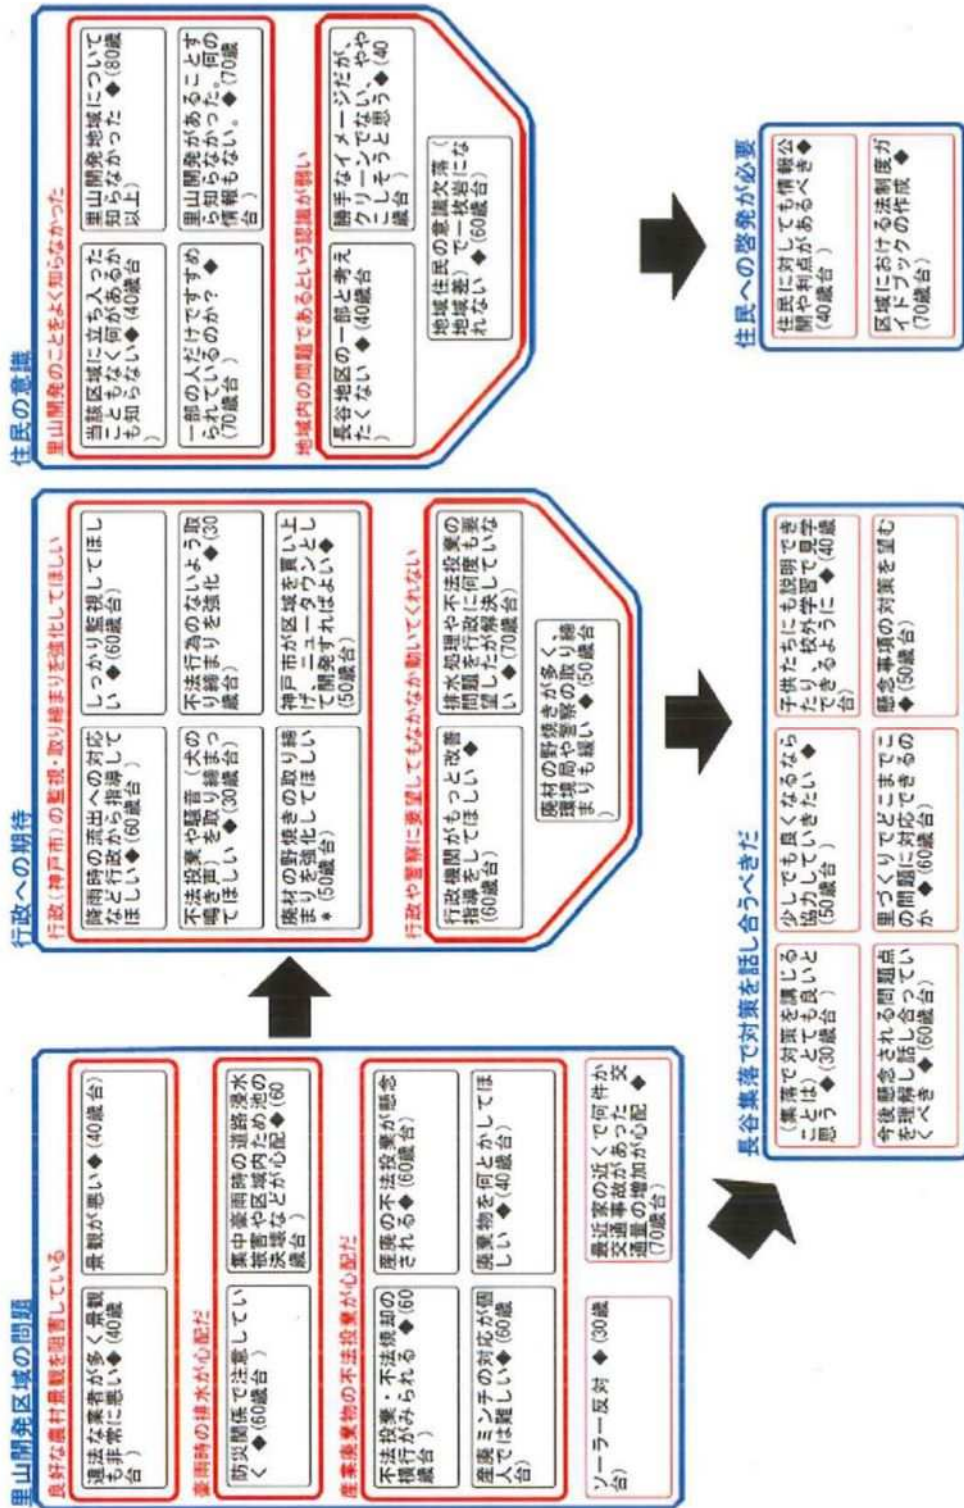 里山開発区域の問題
良好な農村景観を阻害している
違法な業者が多く景観
も非常に悪い◆(40歳
台)
景観が悪い◆(40歳台)
豪雨時の排水が心配だ
防災関係で注意してい
く ◆(60歳台 )
集中豪雨時の道路浸水
被害や区域内ため池の
決壊などが心配◆(60
歳台 )
産業廃棄物の不法投棄が心配だ
不法投棄・不法焼却の
横行がみられる ◆(60
歳台 )
産廃の不法投棄が懸念
される◆ (60歳台)
産廃ミンチの対応が個
人では難しい◆(60歳
台)
廃棄物を何とかしてほ
しい ◆(40歳台)
ソーラー反対 ◆ (30歳
台)
最近家の近くで何件か
交通事故があった 交
通量の増加が心配 ◆
(70歳台)
行政への期待
行政(神戸市)の監視・取り締まりを強化してほしい
降雨時の流出への対応
など行政から指導して
ほしい◆(60歳台 )
しっかり監視してほし
い ◆ (60歳台)
不法投棄や騒音(犬の
鳴き声)を取り締まっ
てほしい ◆(30歳台)
不法行為のないよう取
り締まりを強化 ◆(30
歳台)
廃材の野焼きの取り締
まりを強化してほしい
* (50歳台)
神戸市が区域を買い上
げ、ニュータウンとし
て開発すればよい◆
(50歳台)
行政や警察に要望してもなかなか動いてくれない
行政機関がもっと改善
指導をしてほしい ◆
(60歳台)
排水処理や不法投棄の
問題を行政に何度も要
望したが解決していな
い ◆(70歳台)
廃材の野焼きが多く、
環境局や警察の取り締
まりも緩い ◆(50歳台
)
住民の意識
里山開発のことをよく知らなかった
当該区域に立ち入った
こともなく何があるか
も知らない◆ (40歳台
)
里山開発地域について
知らなかった ◆(80歳
以上)
一部の人だけですすめ
られているのか? ◆
(70歳台)
里山開発があることす
ら知らなかった。何の
情報もない。◆(70歳
台 )
地域内の問題であるという認識が弱い
長谷地区の一部と考え
たくない ◆ (40歳台
)
勝手なイメージだが、
クリーンでない、やや
こしそうと思う◆(40
歳台)
地域住民の意識欠落(
地域差)で一枚岩にな
れない ◆(60歳台)
長谷集落で対策を話し合うべきだ
(集落で対策を講じる
ことは)とても良いと
思う ◆(30歳台 )
少しでも良くなるなら
協力していきたい ◆
(50歳台 )
子供たちにも説明でき
たり、校外学習で見学
できるように ◆(40歳
台)
今後懸念される問題点
を理解し話し合ってい
くべき ◆ (60歳台)
里づくりでどこまでこ
の問題に対応できるの
か ◆ (60歳台)
懸念事項の対策を望む
◆ (50歳台)
住民への啓発が必要
住民に対しても情報公
開や利点があるべき◆
(40歳台 )
区域における法制度ガ
イドブックの作成 ◆
(70歳台)